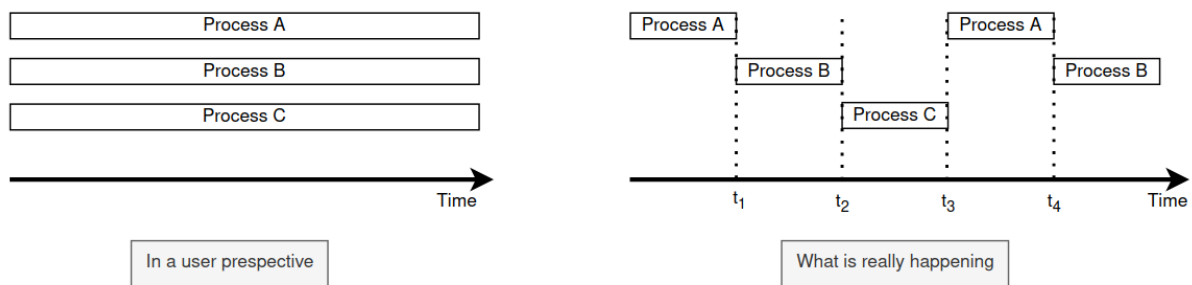 Process A
Process B
Process C
Time
In a user prespective
Process A
Process A
Process B
Process B
Process C
t1
t2
t3
t4
Time
What is really happening